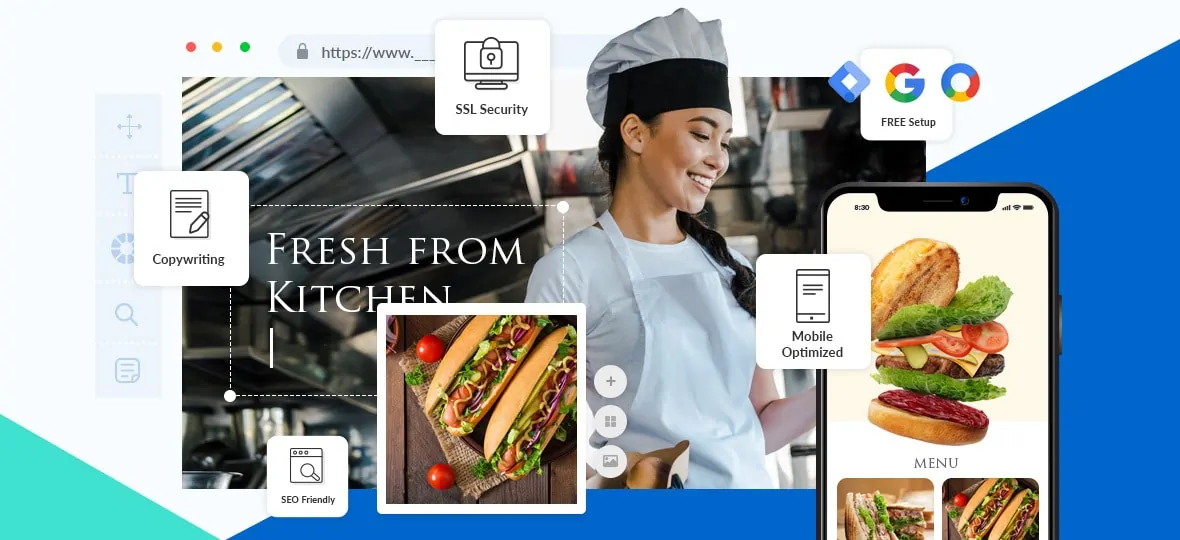 https://www.___
SSL Security
G
FREE Setup
T
Copywriting
8:30
FRESH FROM
KITCHEN
Mobile
Optimized
MENU
SEO Friendly